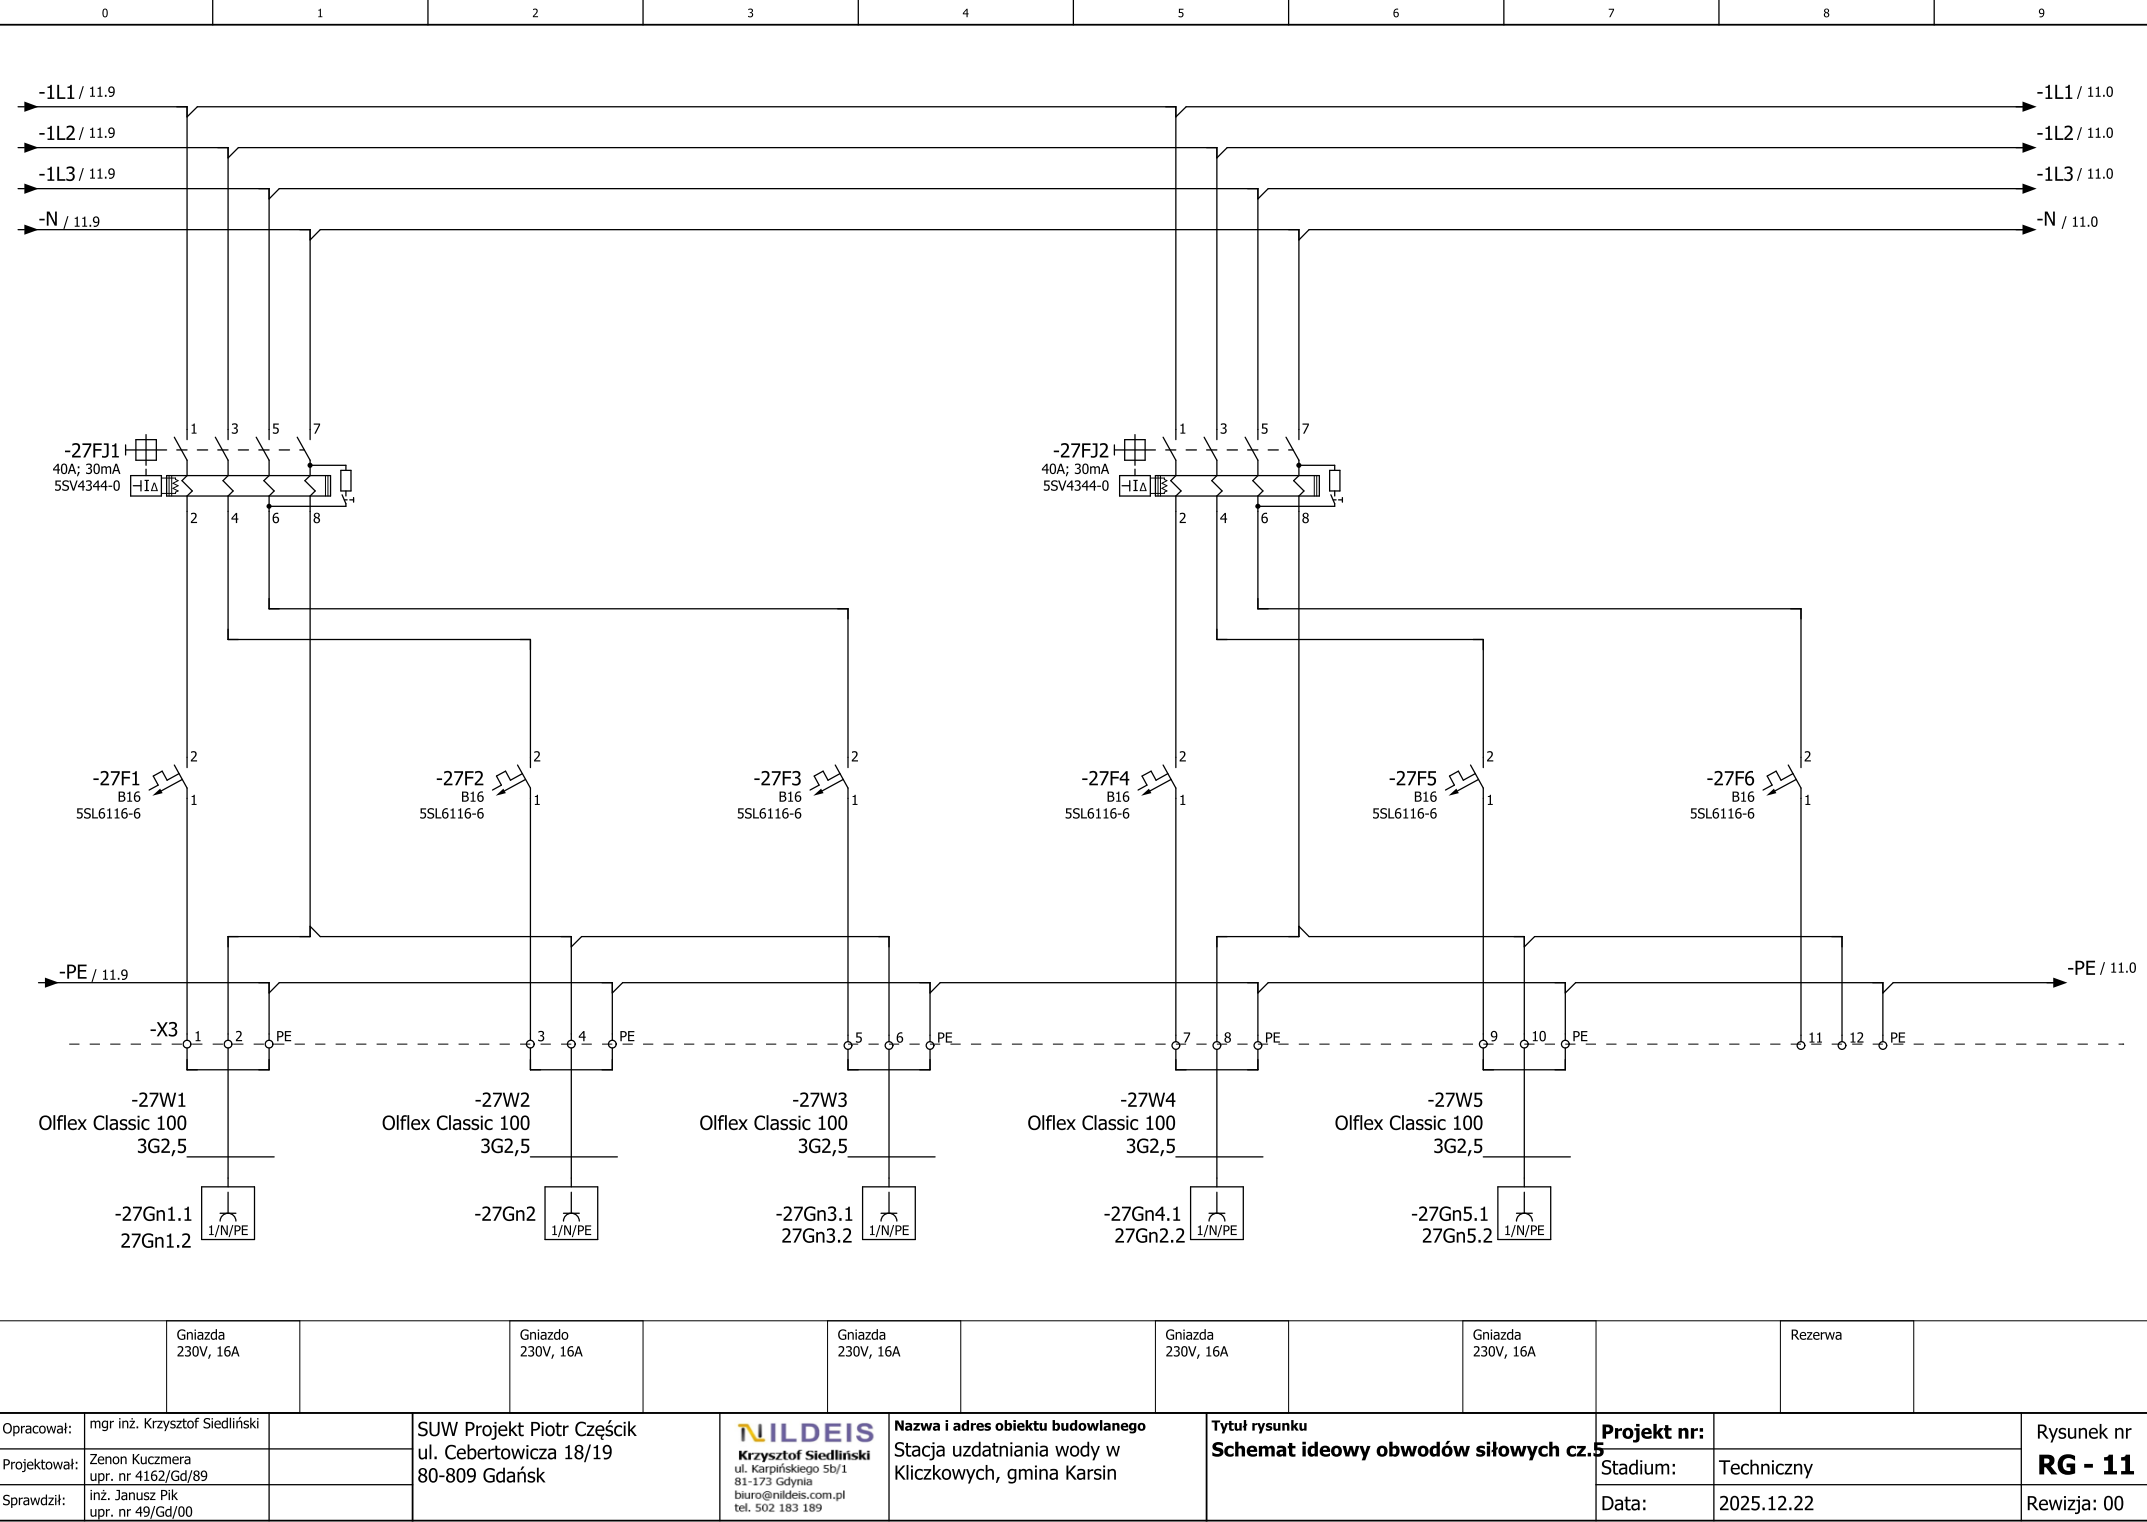 0 1 2 3 4 5 6 7 8 9
-1L1 / 11.9 -1L1 / 11.0
-1L2 / 11.9 -1L2 / 11.0
-1L3 / 11.9 -1L3 / 11.0
-N / 11.9 -N / 11.0
1 3 5 7 1 3 5 7
-27FJ1 -27FJ2
40A; 30mA 40A; 30mA
5SV4344-0 5SV4344-0
I∆ I∆
2 4 6 8 2 4 6 8
2 2 2 2 2 2
-27F1 -27F2 -27F3 -27F4 -27F5 -27F6
B16 B16 B16 B16 B16 B16
1 1 1 1 1 1
5SL6116-6 5SL6116-6 5SL6116-6 5SL6116-6 5SL6116-6 5SL6116-6
-PE / 11.9 -PE / 11.0
-X3 1 2 PE 3 4 PE 5 6 PE 7 8 PE 9 10 PE 11 12 PE
-27W1 -27W2 -27W3 -27W4 -27W5
Olflex Classic 100 Olflex Classic 100 Olflex Classic 100 Olflex Classic 100 Olflex Classic 100
3G2,5 3G2,5 3G2,5 3G2,5 3G2,5
-27Gn1.1 -27Gn2 -27Gn3.1 -27Gn4.1 -27Gn5.1
1/N/PE 1/N/PE 1/N/PE 1/N/PE 1/N/PE
27Gn1.2 27Gn3.2 27Gn2.2 27Gn5.2
Gniazda Gniazdo Gniazda Gniazda Gniazda Rezerwa
230V, 16A 230V, 16A 230V, 16A 230V, 16A 230V, 16A
Opracował: mgr inż. Krzysztof Siedliński
Projektował: Zenon Kuczmera
upr. nr 4162/Gd/89
Sprawdził: inż. Janusz Pik
upr. nr 49/Gd/00
SUW Projekt Piotr Częścik
ul. Cebertowicza 18/19
80-809 Gdańsk
NILDEIS
Krzysztof Siedliński
ul. Karpińskiego 5b/1
81-173 Gdynia
biuro@nildeis.com.pl
tel. 502 183 189
Nazwa i adres obiektu budowlanego
Stacja uzdatniania wody w
Kliczkowych, gmina Karsin
Tytuł rysunku
Schemat ideowy obwodów siłowych cz.5
Projekt nr:
Stadium: Techniczny
Data: 2025.12.22
Rysunek nr
RG - 11
Rewizja: 00